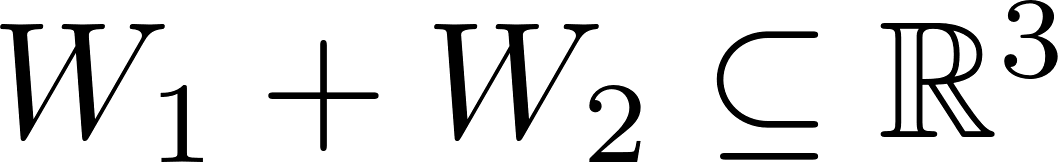 W₁ + W₂ ⊆ ℝ³